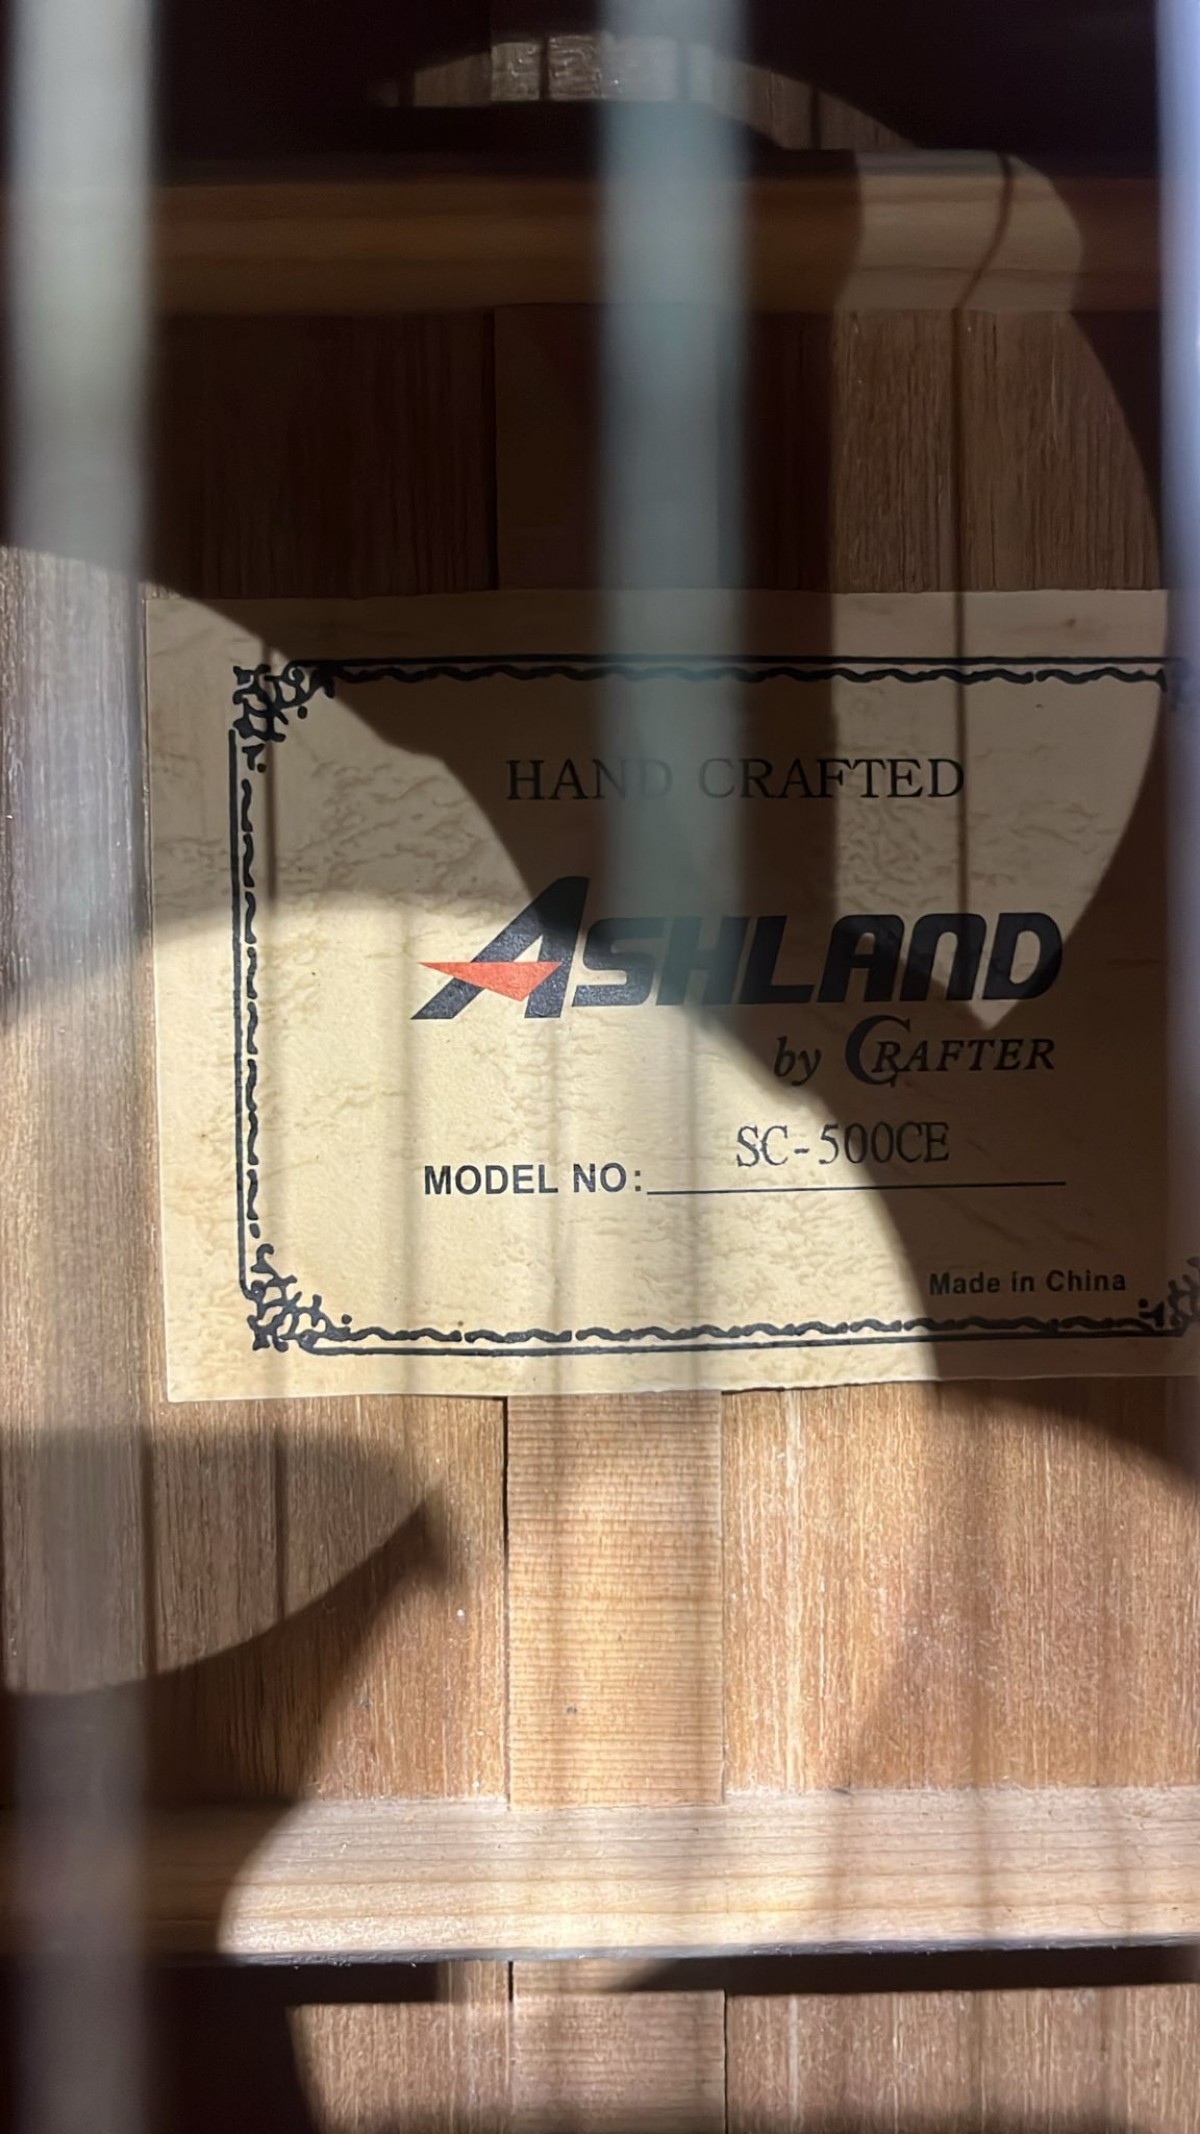 HAND CRAFTED
ASHLAND
by CRAFTER
SC-500CE
MODEL NO:
Made in China